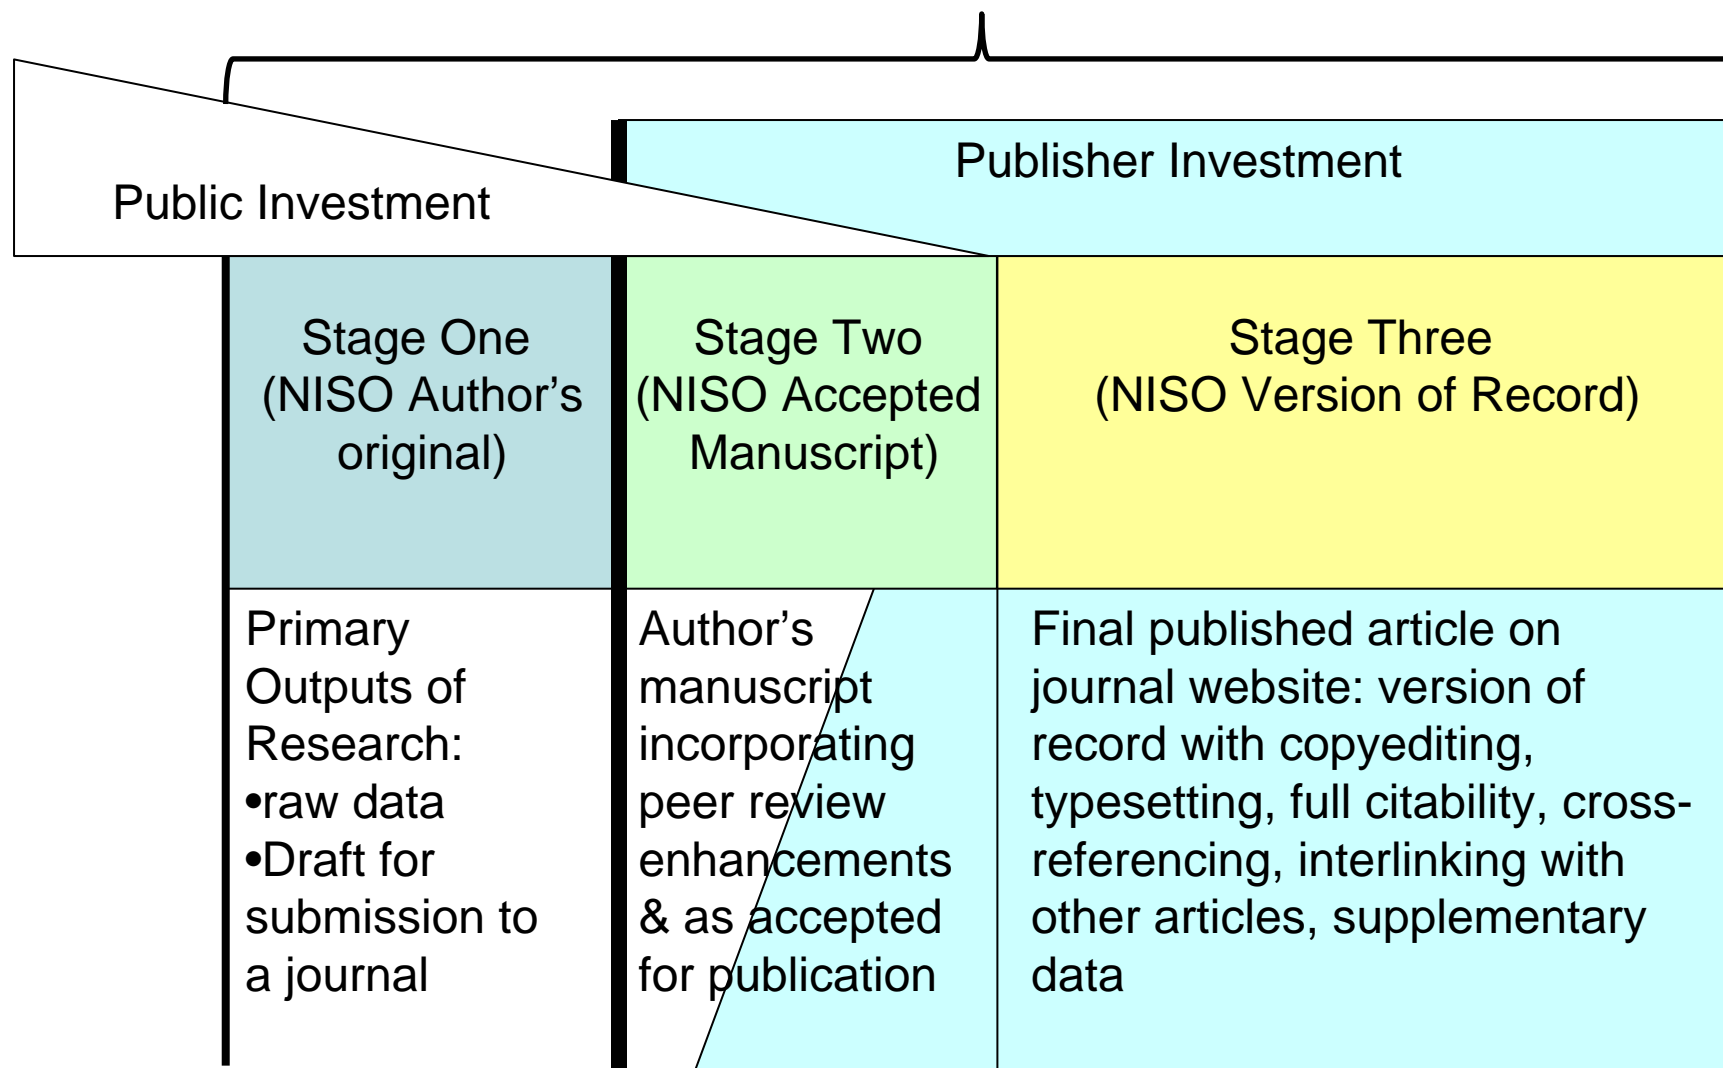 Publisher Investment
Public Investment
Stage One
(NISO Author’s
original)
Stage Two
(NISO Accepted
Manuscript)
Stage Three
(NISO Version of Record)
Primary
Outputs of
Research:
•raw data
•Draft for
submission to
a journal
Author’s
manuscript
incorporating
peer review
enhancements
& as accepted
for publication
Final published article on
journal website: version of
record with copyediting,
typesetting, full citability, cross-
referencing, interlinking with
other articles, supplementary
data